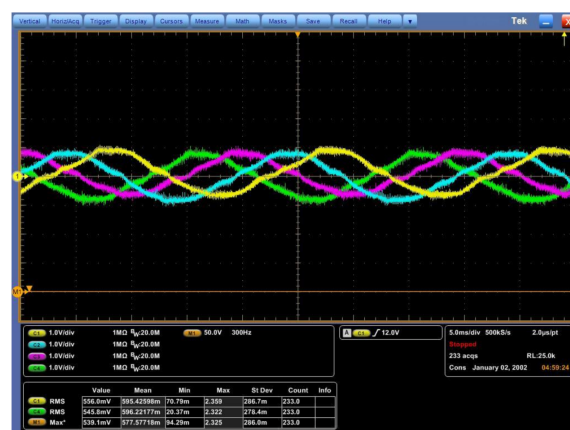 Vertical Horiz/Acq Trigger Display Cursors Measure Math Masks Save Recall Help Tek
1
M1
C1 1.0V/div 1MΩ BW:20.0M M1 50.0V 300Hz
1.0V/div 1MΩ BW:20.0M
1.0V/div 1MΩ BW:20.0M
1.0V/div 1MΩ BW:20.0M
A C1 12.0V
5.0ms/div 500kS/s 2.0µs/pt
Stopped
233 acqs RL:25.0k
Cons January 02, 2002 04:59:24
Value Mean Min Max St Dev Count Info
C1 RMS 556.0mV 595.42598m 70.79m 2.359 286.7m 233.0
RMS 545.8mV 596.22177m 20.37m 2.322 278.4m 233.0
M1 Max* 539.1mV 577.57718m 94.29m 2.325 286.0m 233.0